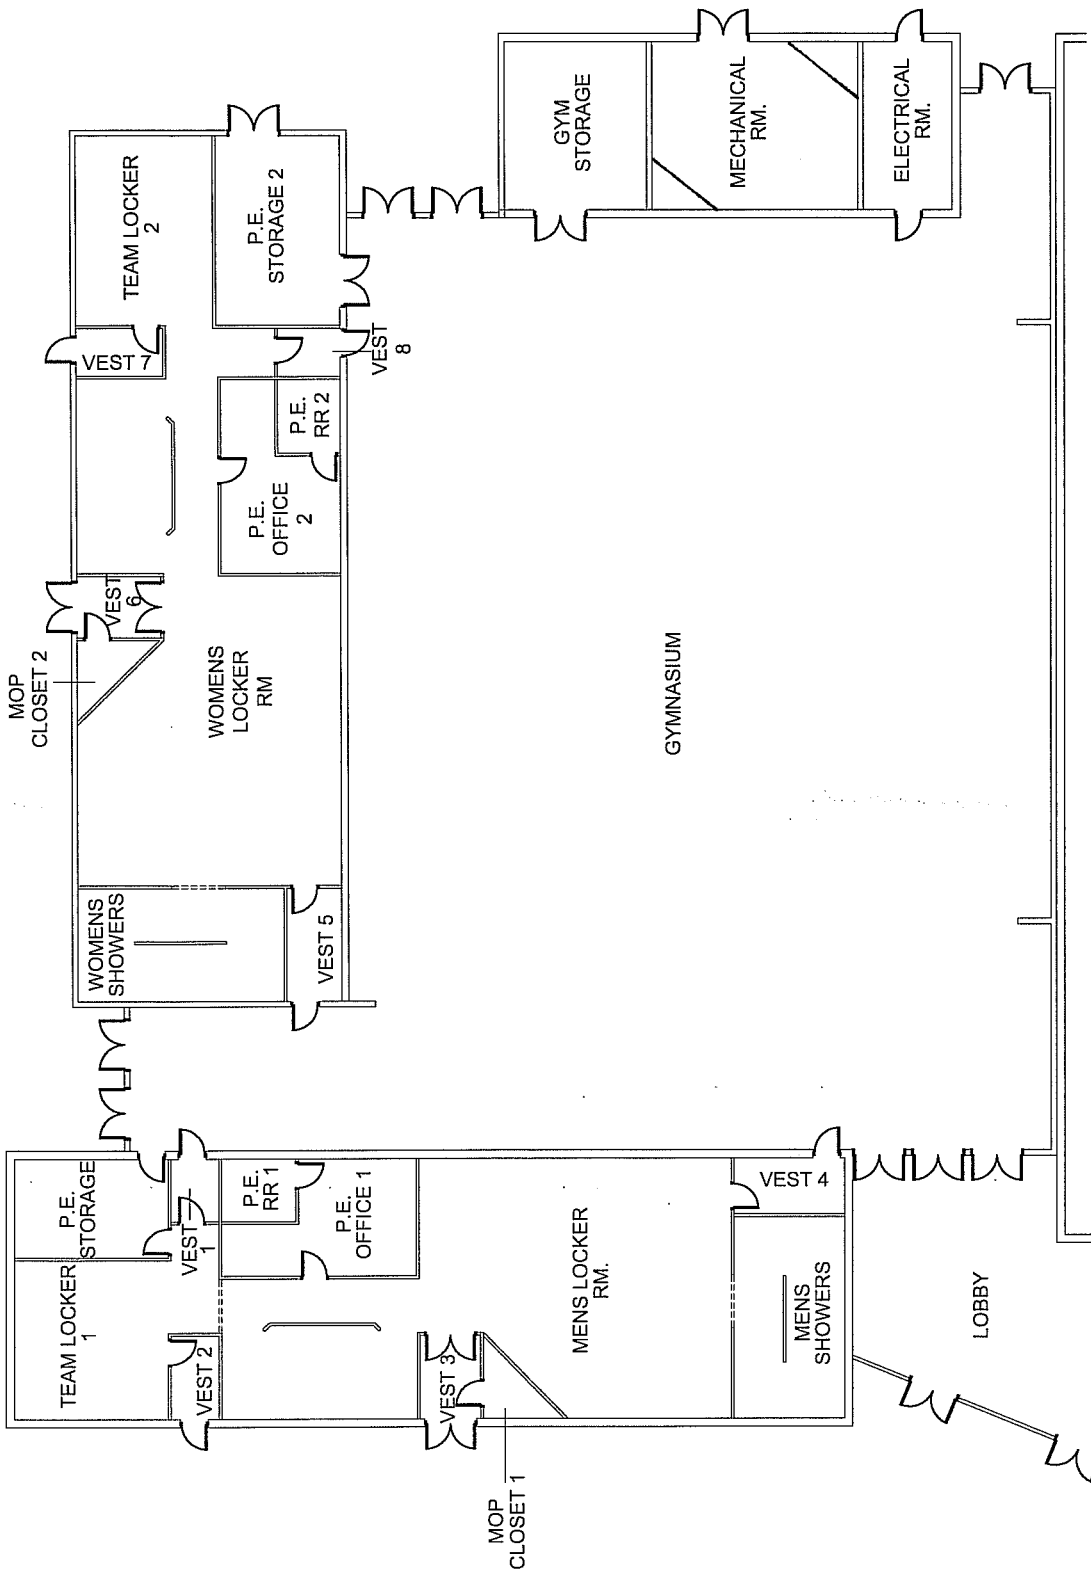 MOP
CLOSET 2
TEAM LOCKER
2
P.E.
STORAGE 2
VEST 7
VEST
8
P.E.
RR 2
P.E.
OFFICE
2
VEST
6
WOMENS
LOCKER
RM
WOMENS
SHOWERS
VEST 5
GYM
STORAGE
MECHANICAL
RM.
ELECTRICAL
RM.
GYMNASIUM
P.E.
STORAGE
TEAM LOCKER
1
VEST
1
VEST 2
P.E.
RR 1
P.E.
OFFICE 1
VEST 3
MOP
CLOSET 1
MENS LOCKER
RM.
VEST 4
MENS
SHOWERS
LOBBY